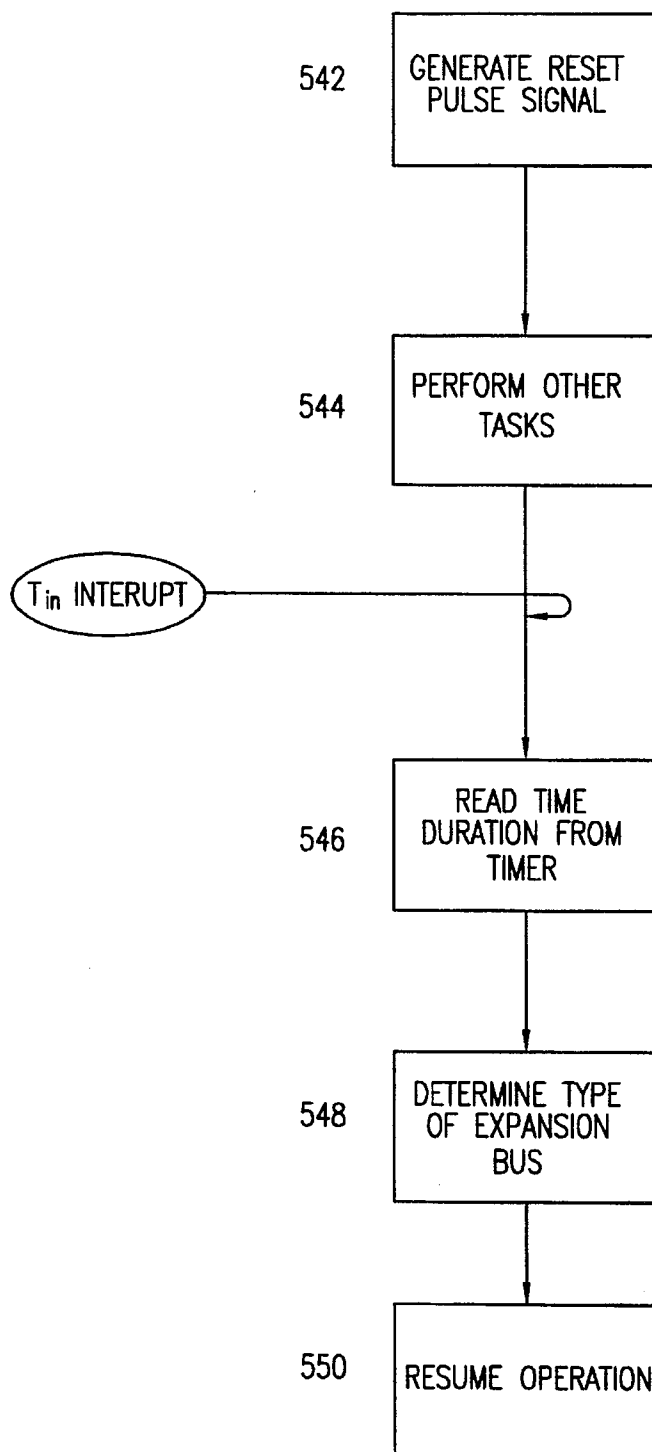 542
GENERATE RESET
PULSE SIGNAL
544
PERFORM OTHER
TASKS
Tin INTERUPT
546
READ TIME
DURATION FROM
TIMER
548
DETERMINE TYPE
OF EXPANSION
BUS
550
RESUME OPERATION